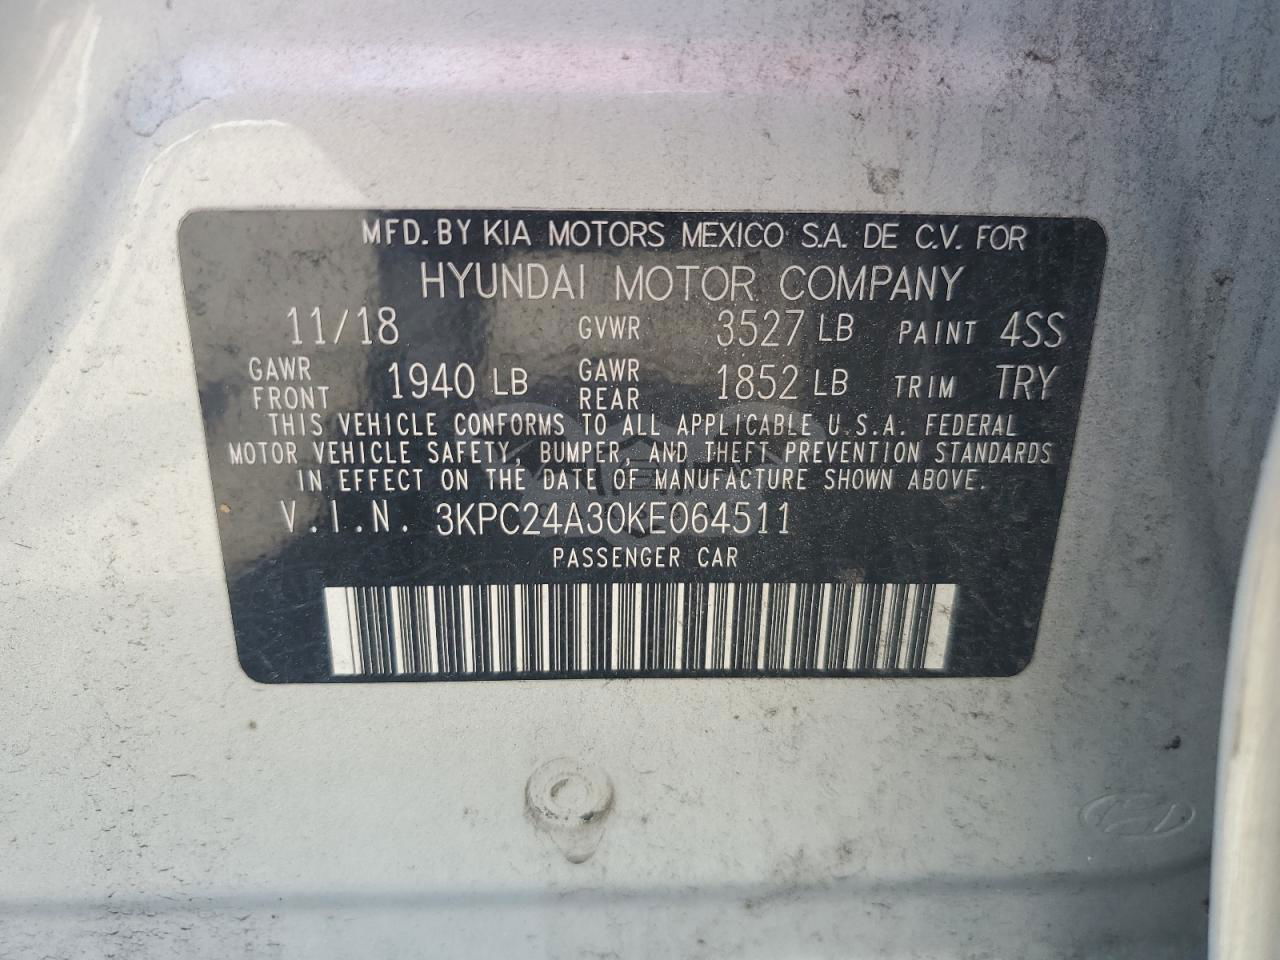 MFD. BY KIA MOTORS MEXICO S.A. DE C.V. FOR
HYUNDAI MOTOR COMPANY
11/18 GVWR 3527 LB PAINT 4SS
GAWR FRONT 1940 LB GAWR REAR 1852 LB TRIM TRY
THIS VEHICLE CONFORMS TO ALL APPLICABLE U.S.A. FEDERAL
MOTOR VEHICLE SAFETY, BUMPER, AND THEFT PREVENTION STANDARDS
IN EFFECT ON THE DATE OF MANUFACTURE SHOWN ABOVE.
V.I.N. 3KPC24A30KE064511
PASSENGER CAR